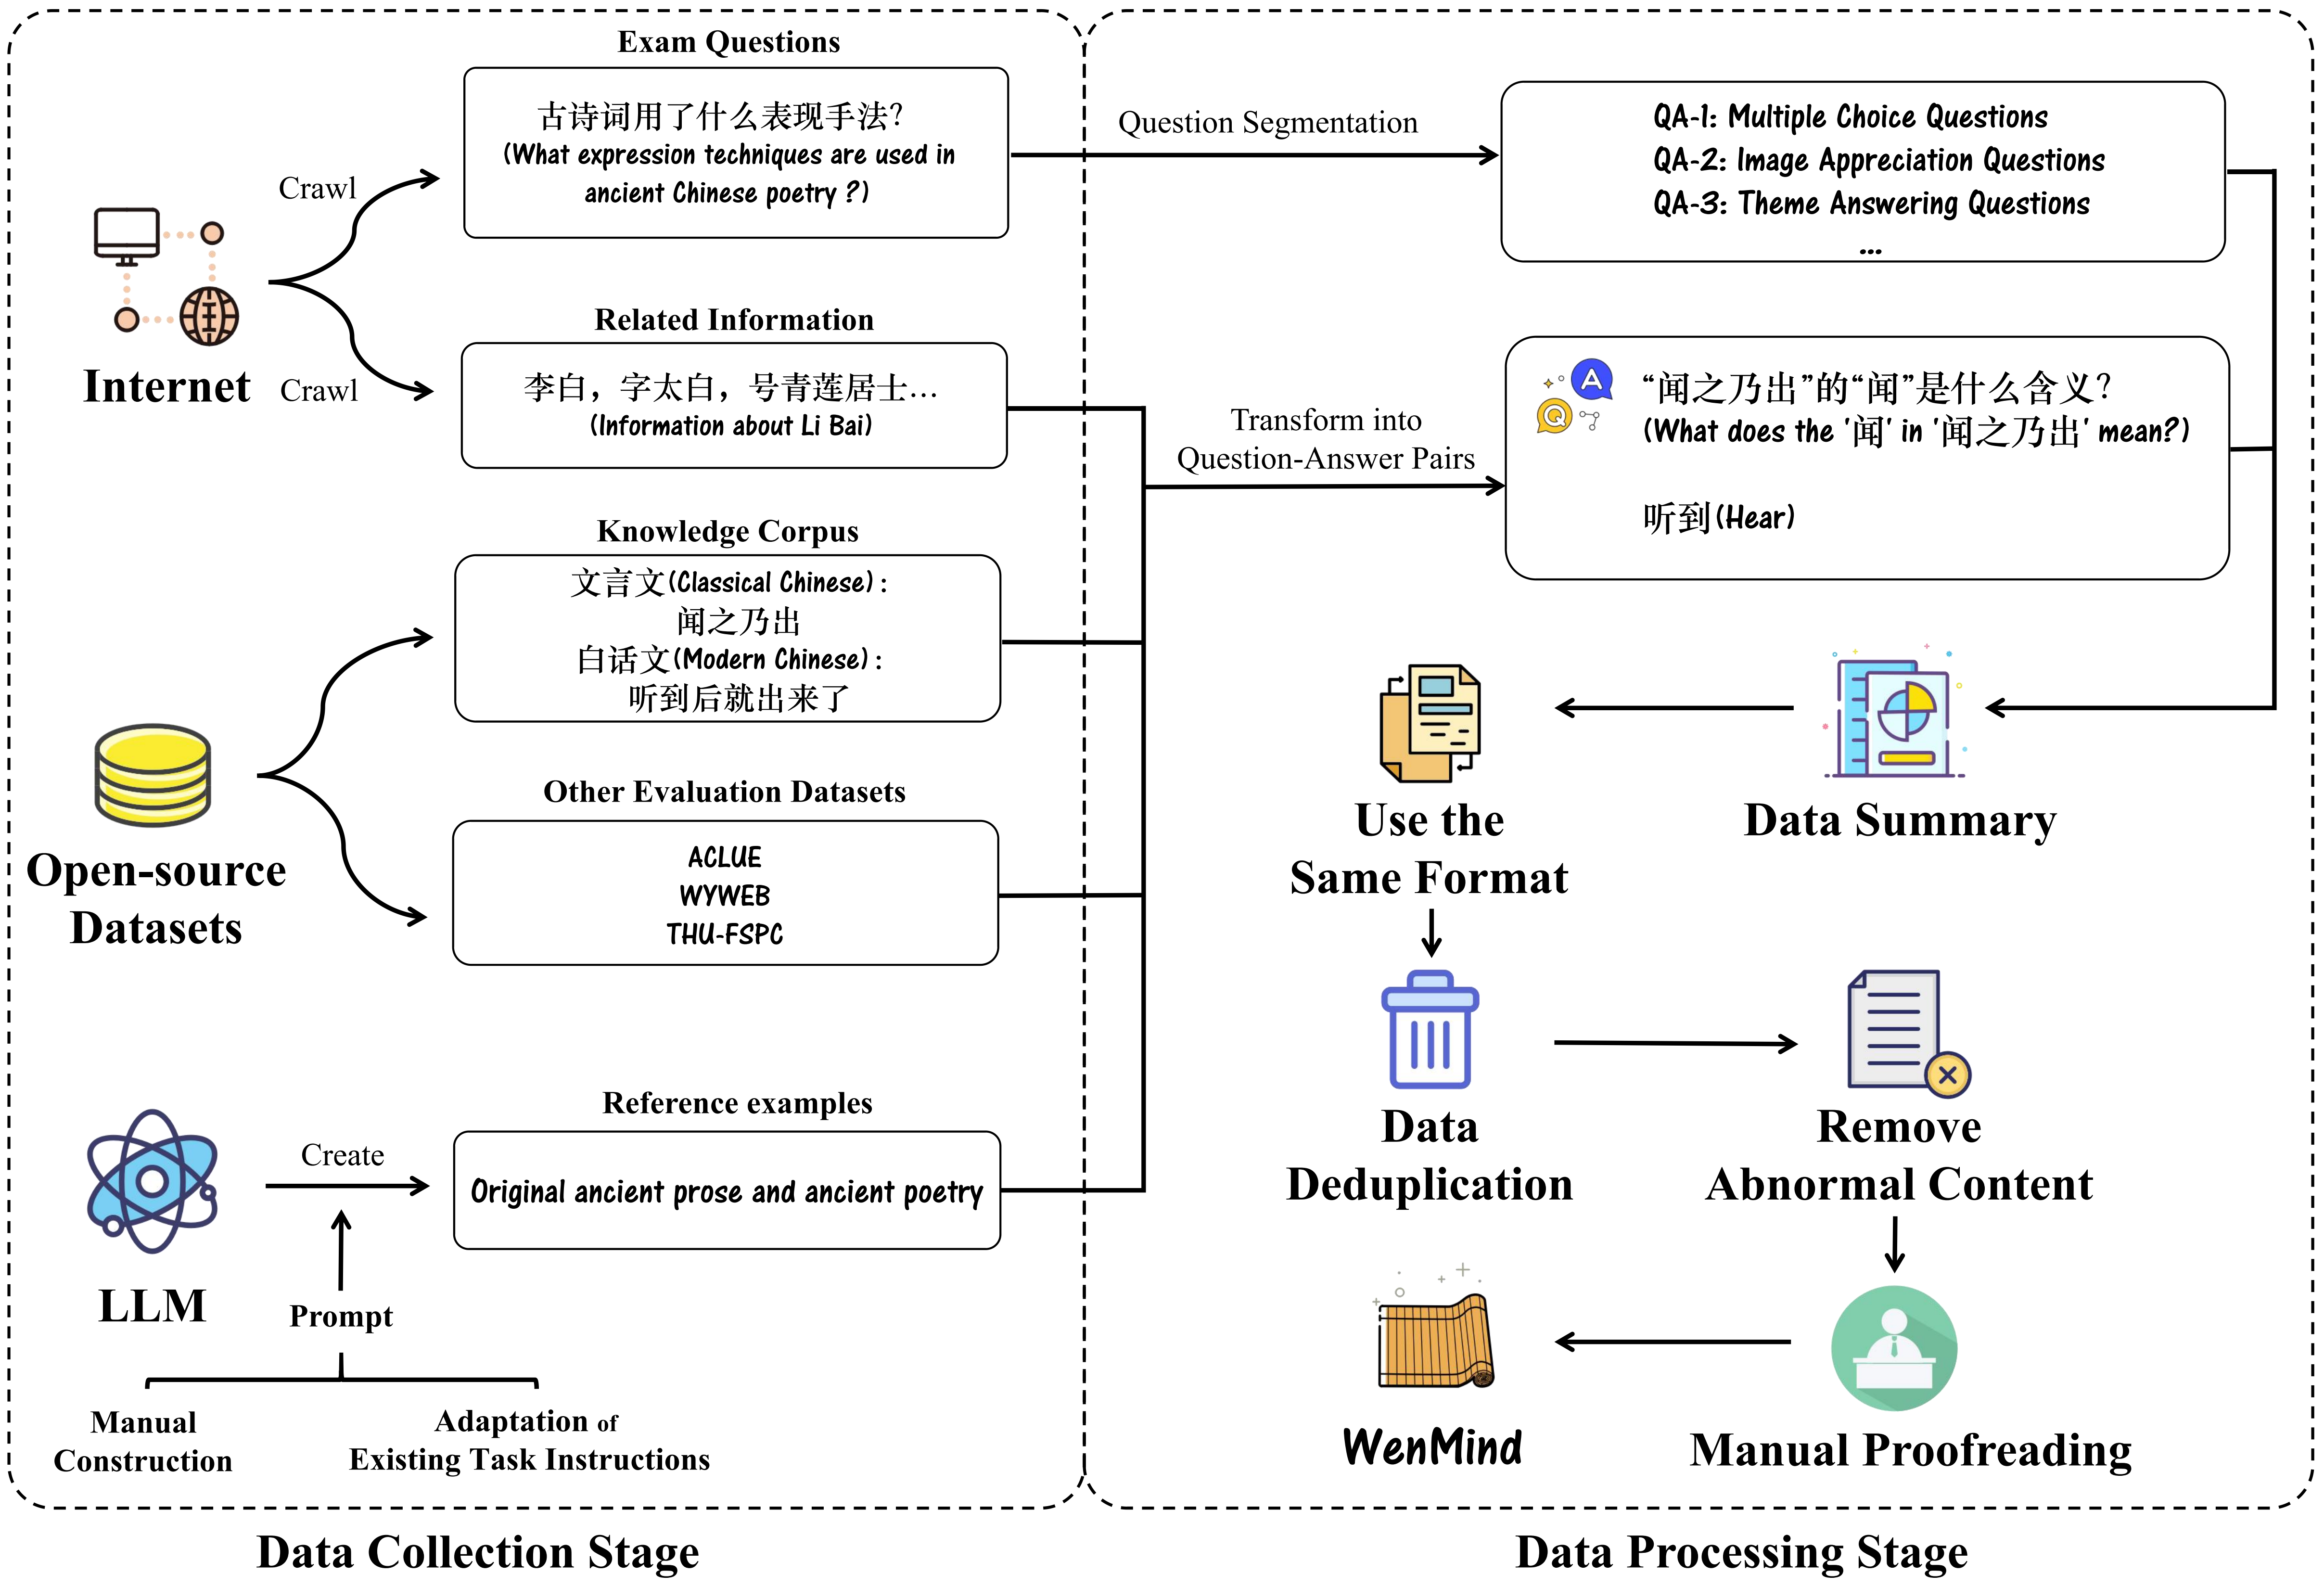 Exam Questions
古诗词用了什么表现手法？
(What expression techniques are used in
ancient Chinese poetry ?)
Crawl
Internet
Crawl
Related Information
李白，字太白，号青莲居士…
(Information about Li Bai)
Knowledge Corpus
文言文(Classical Chinese) :
闻之乃出
白话文(Modern Chinese) :
听到后就出来了
Open-source
Datasets
Other Evaluation Datasets
ACLUE
WYWEB
THU-FSPC
Reference examples
Create
Original ancient prose and ancient poetry
LLM
Prompt
Manual
Construction
Adaptation of
Existing Task Instructions
Data Collection Stage
Question Segmentation
QA-1: Multiple Choice Questions
QA-2: Image Appreciation Questions
QA-3: Theme Answering Questions
...
Transform into
Question-Answer Pairs
A
Q
“闻之乃出”的“闻”是什么含义？
(What does the '闻' in '闻之乃出' mean?)
听到(Hear)
Use the
Same Format
Data Summary
Data
Deduplication
Remove
Abnormal Content
WenMind
Manual Proofreading
Data Processing Stage